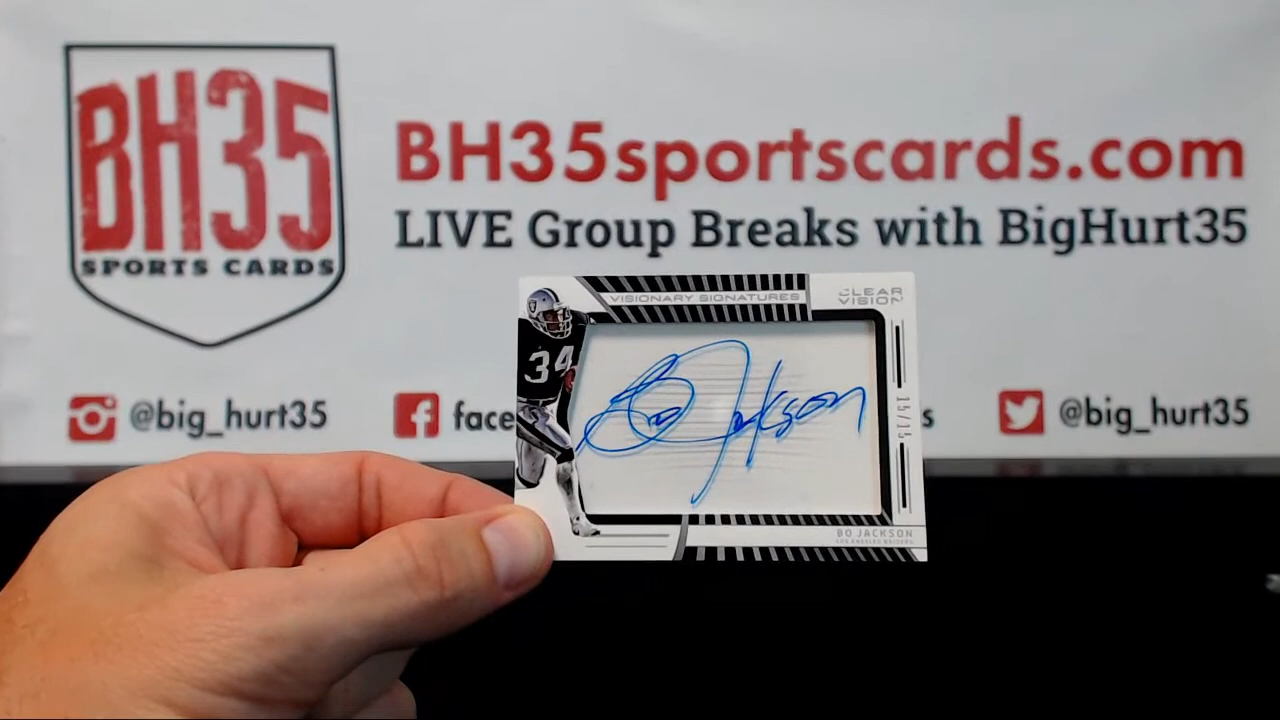 BH35
SPORTS CARDS
BH35sportscards.com
LIVE Group Breaks with BigHurt35
@big_hurt35
face
s
@big_hurt35
VISIONARY SIGNATURES
CLEAR
VISION
34
Bo Jackson
15/15
BO JACKSON
LOS ANGELES RAIDERS